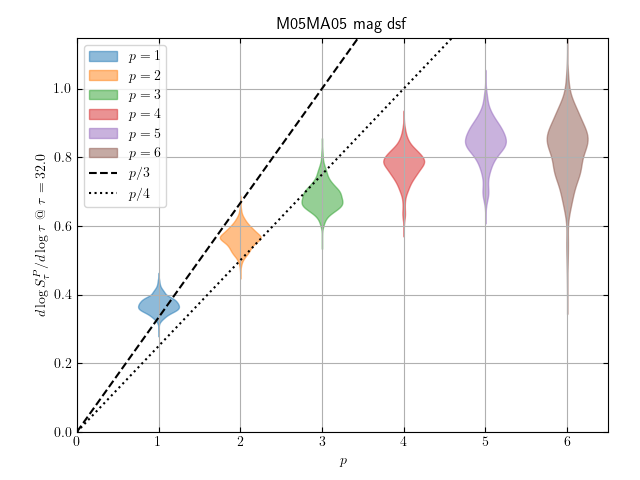 M05MA05 mag dsf
p = 1
p = 2
p = 3
p = 4
p = 5
p = 6
p/3
p/4
d log S_τ^P / d log τ @ τ = 32.0
1.0
0.8
0.6
0.4
0.2
0.0
0 1 2 3 4 5 6
p